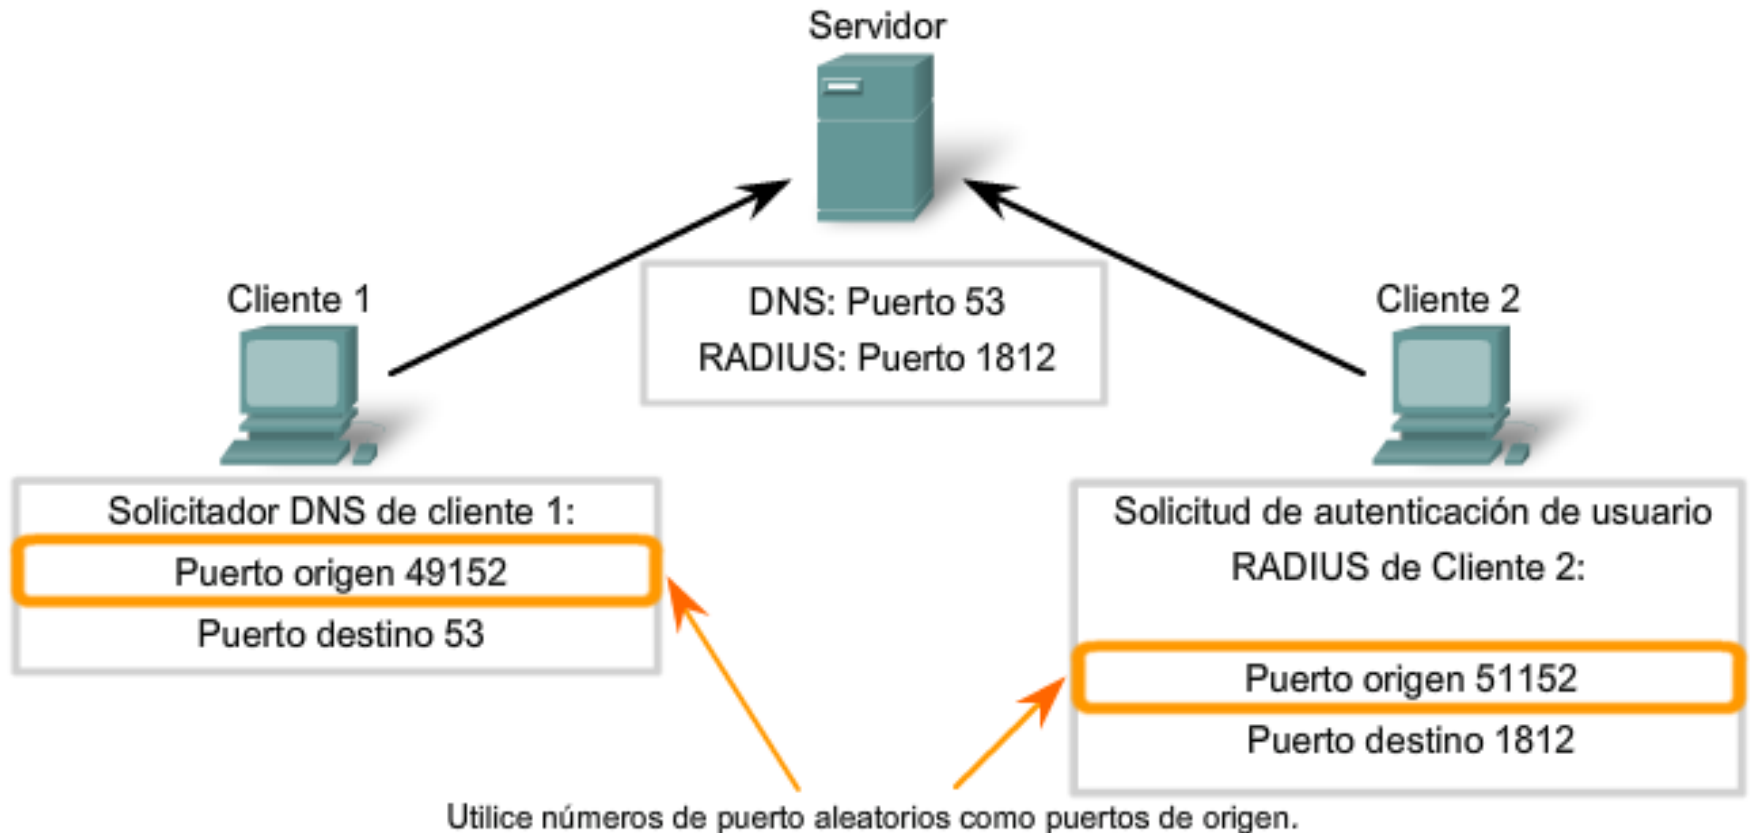 Servidor
Cliente 1
DNS: Puerto 53
RADIUS: Puerto 1812
Cliente 2
Solicitador DNS de cliente 1:
Puerto origen 49152
Puerto destino 53
Solicitud de autenticación de usuario
RADIUS de Cliente 2:
Puerto origen 51152
Puerto destino 1812
Utilice números de puerto aleatorios como puertos de origen.